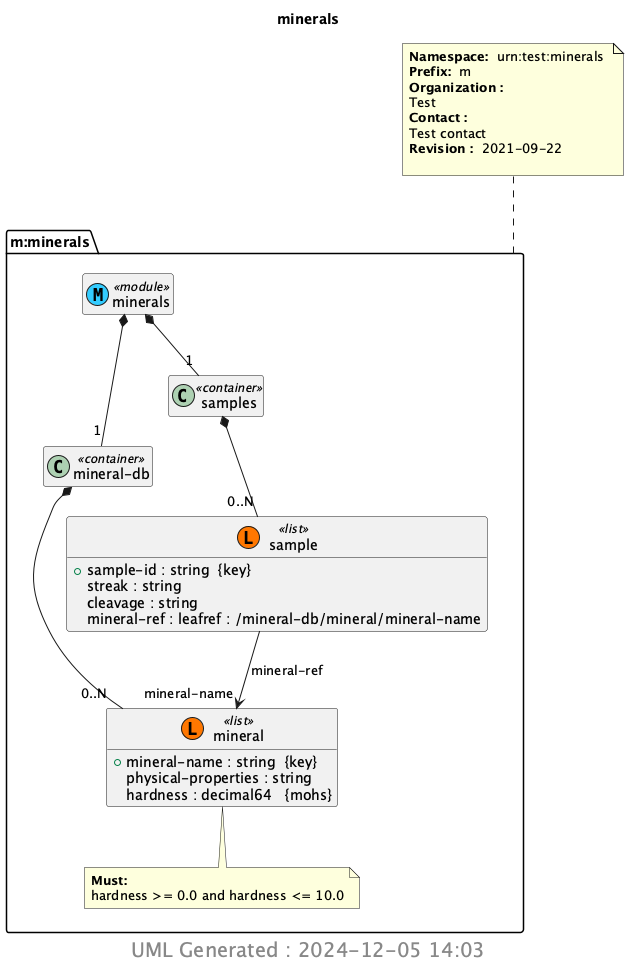 minerals
Namespace: urn:test:minerals
Prefix: m
Organization :
Test
Contact :
Test contact
Revision : 2021-09-22
m:minerals
M «module»
minerals
1
C «container»
samples
1
C «container»
mineral-db
0..N
L «list»
sample
sample-id : string {key}
streak : string
cleavage : string
mineral-ref : leafref : /mineral-db/mineral/mineral-name
mineral-ref
0..N mineral-name
L «list»
mineral
mineral-name : string {key}
physical-properties : string
hardness : decimal64 {mohs}
Must:
hardness >= 0.0 and hardness <= 10.0
UML Generated : 2024-12-05 14:03